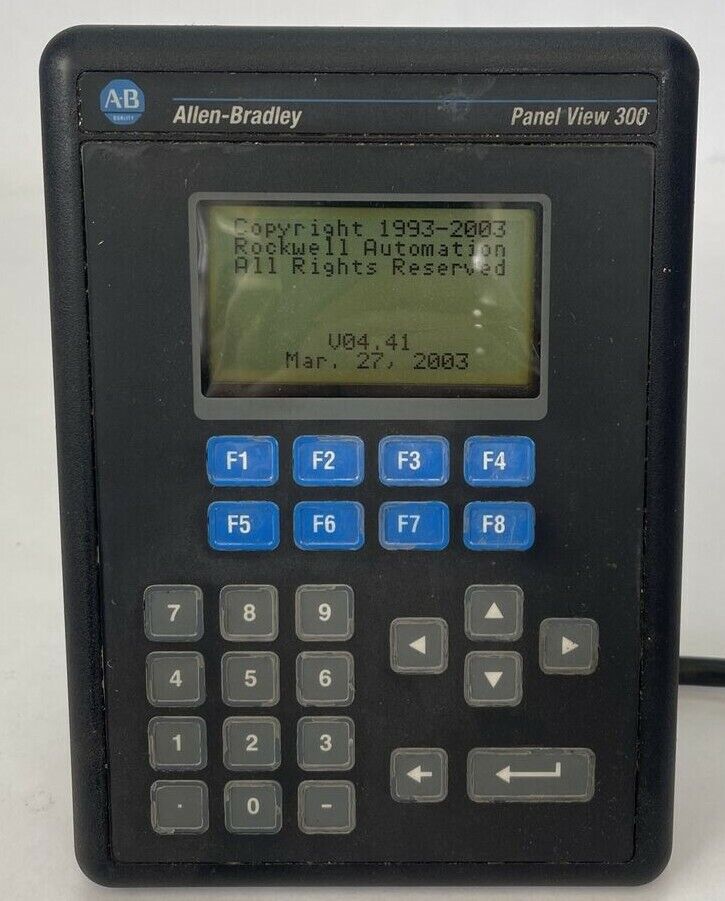 A-B
QUALITY
Allen-Bradley
Panel View 300
Copyright 1993-2003
Rockwell Automation
All Rights Reserved
V04.41
Mar. 27, 2003
F1 F2 F3 F4
F5 F6 F7 F8
7 8 9
4 5 6
1 2 3
. 0 -